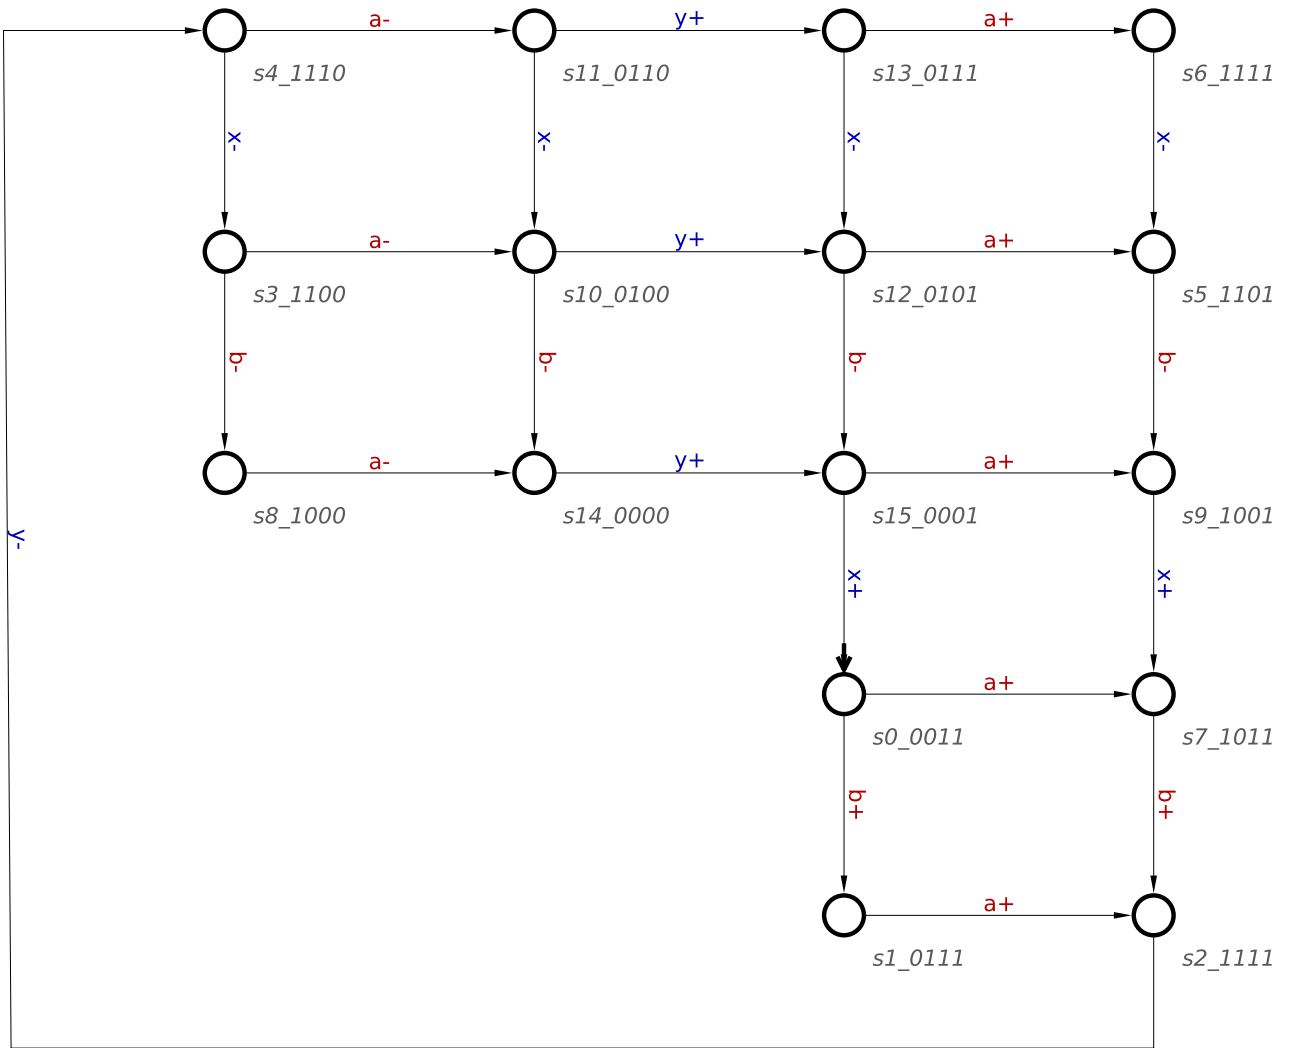 a-
y+
a+
s4_1110
s11_0110
s13_0111
s6_1111
x-
x-
x-
x-
a-
y+
a+
s3_1100
s10_0100
s12_0101
s5_1101
b-
b-
b-
b-
a-
y+
a+
s8_1000
s14_0000
s15_0001
s9_1001
y-
x+
x+
a+
s0_0011
s7_1011
b+
b+
a+
s1_0111
s2_1111